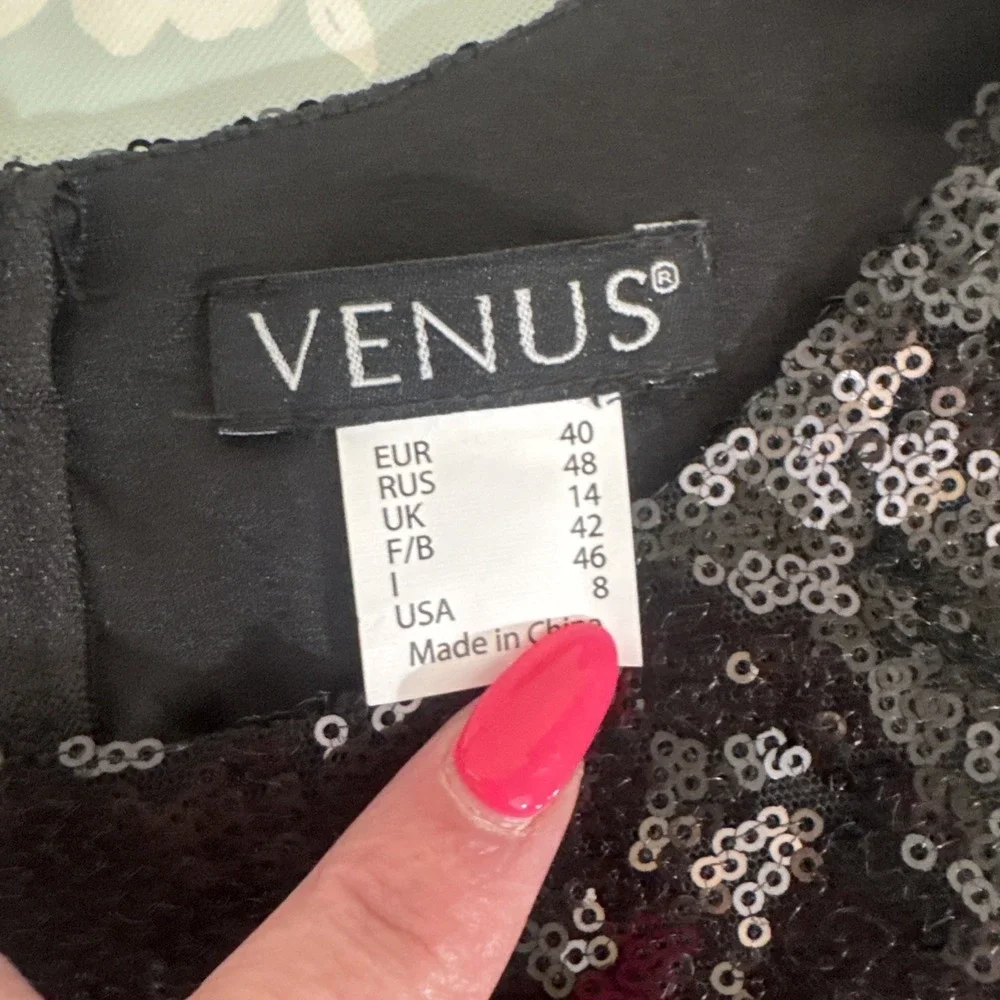 VENUS®
EUR 40
RUS 48
UK 14
F/B 42
I 46
USA 8
Made in China